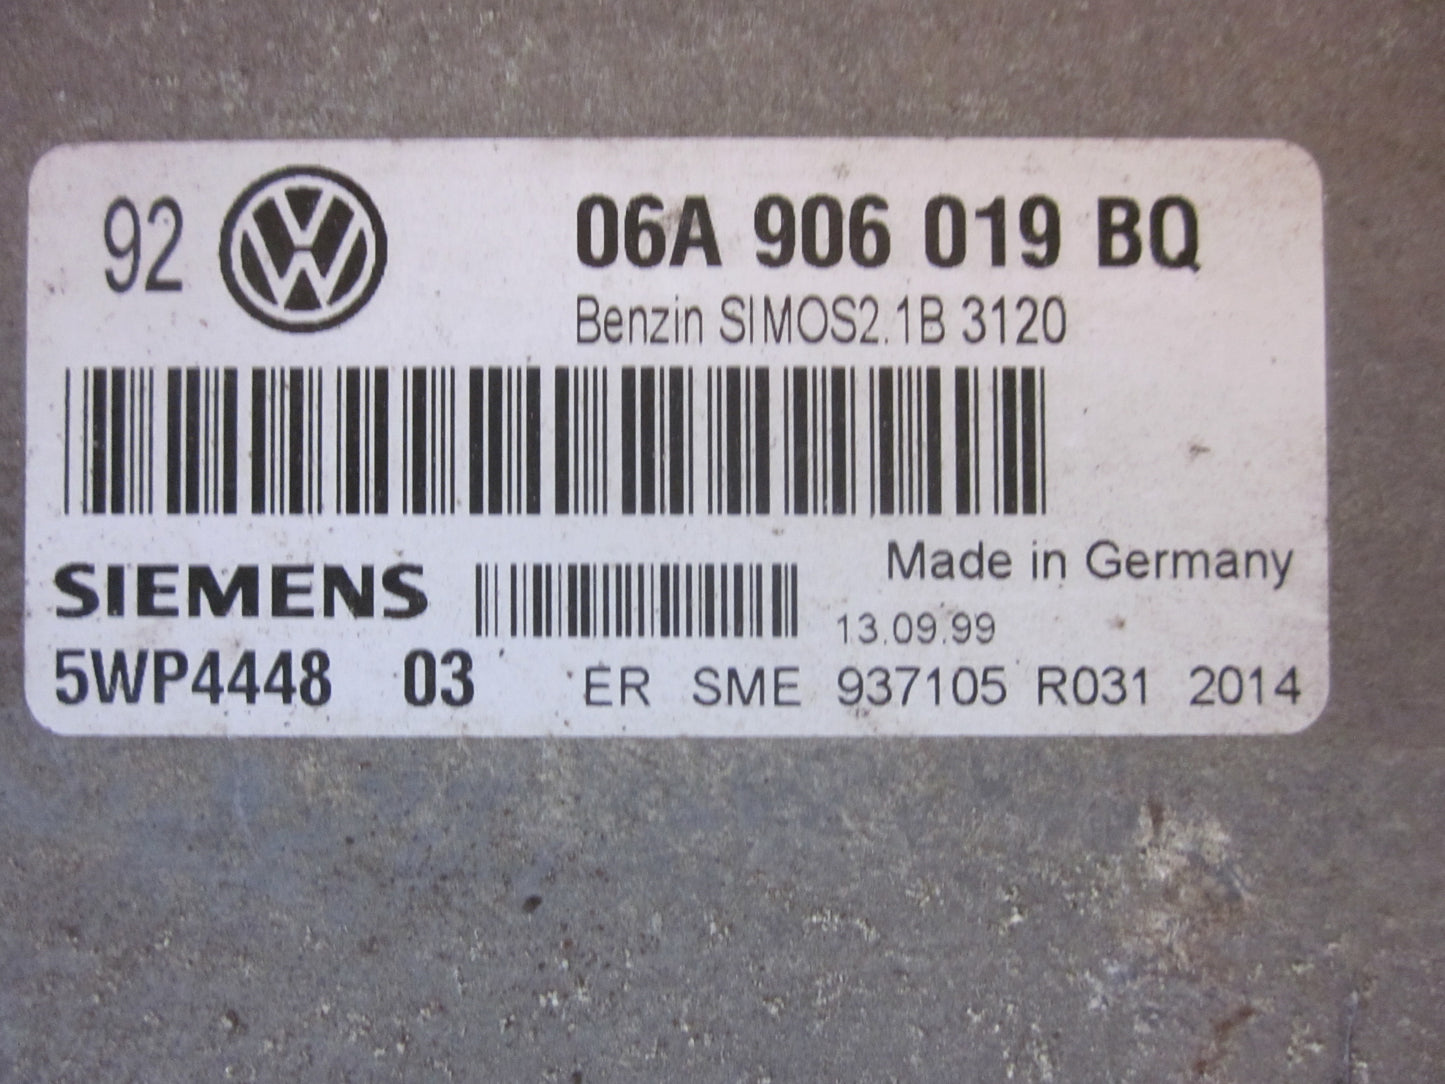 92 06A 906 019 BQ
Benzin SIMOS2.1B 3120
Made in Germany
SIEMENS
13.09.99
5WP4448 03 ER SME 937105 R031 2014